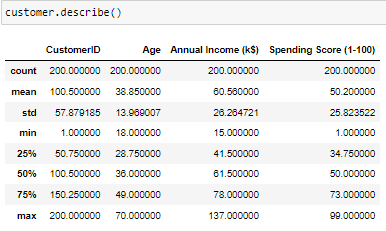 customer.describe()
CustomerID Age Annual Income (k$) Spending Score (1-100)
count 200.000000 200.000000 200.000000 200.000000
mean 100.500000 38.850000 60.560000 50.200000
std 57.879185 13.969007 26.264721 25.823522
min 1.000000 18.000000 15.000000 1.000000
25% 50.750000 28.750000 41.500000 34.750000
50% 100.500000 36.000000 61.500000 50.000000
75% 150.250000 49.000000 78.000000 73.000000
max 200.000000 70.000000 137.000000 99.000000